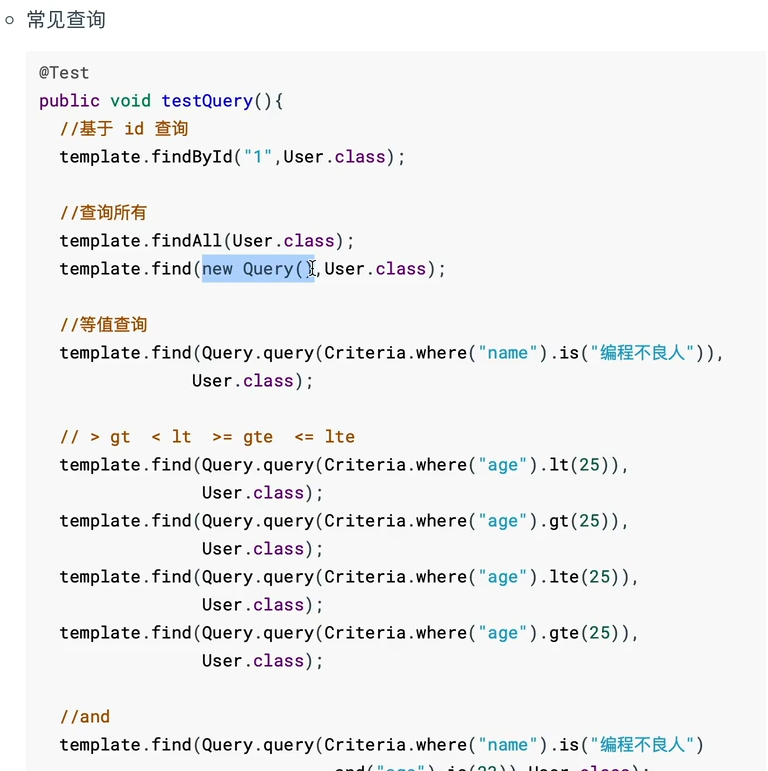 常见查询
@Test
public void testQuery(){
  //基于 id 查询
  template.findById("1",User.class);
  //查询所有
  template.findAll(User.class);
  template.find(new Query(),User.class);
  //等值查询
  template.find(Query.query(Criteria.where("name").is("编程不良人")),
               User.class);
  // > gt  < lt  >= gte  <= lte
  template.find(Query.query(Criteria.where("age").lt(25)),
                User.class);
  template.find(Query.query(Criteria.where("age").gt(25)),
                User.class);
  template.find(Query.query(Criteria.where("age").lte(25)),
                User.class);
  template.find(Query.query(Criteria.where("age").gte(25)),
                User.class);
  //and
  template.find(Query.query(Criteria.where("name").is("编程不良人")